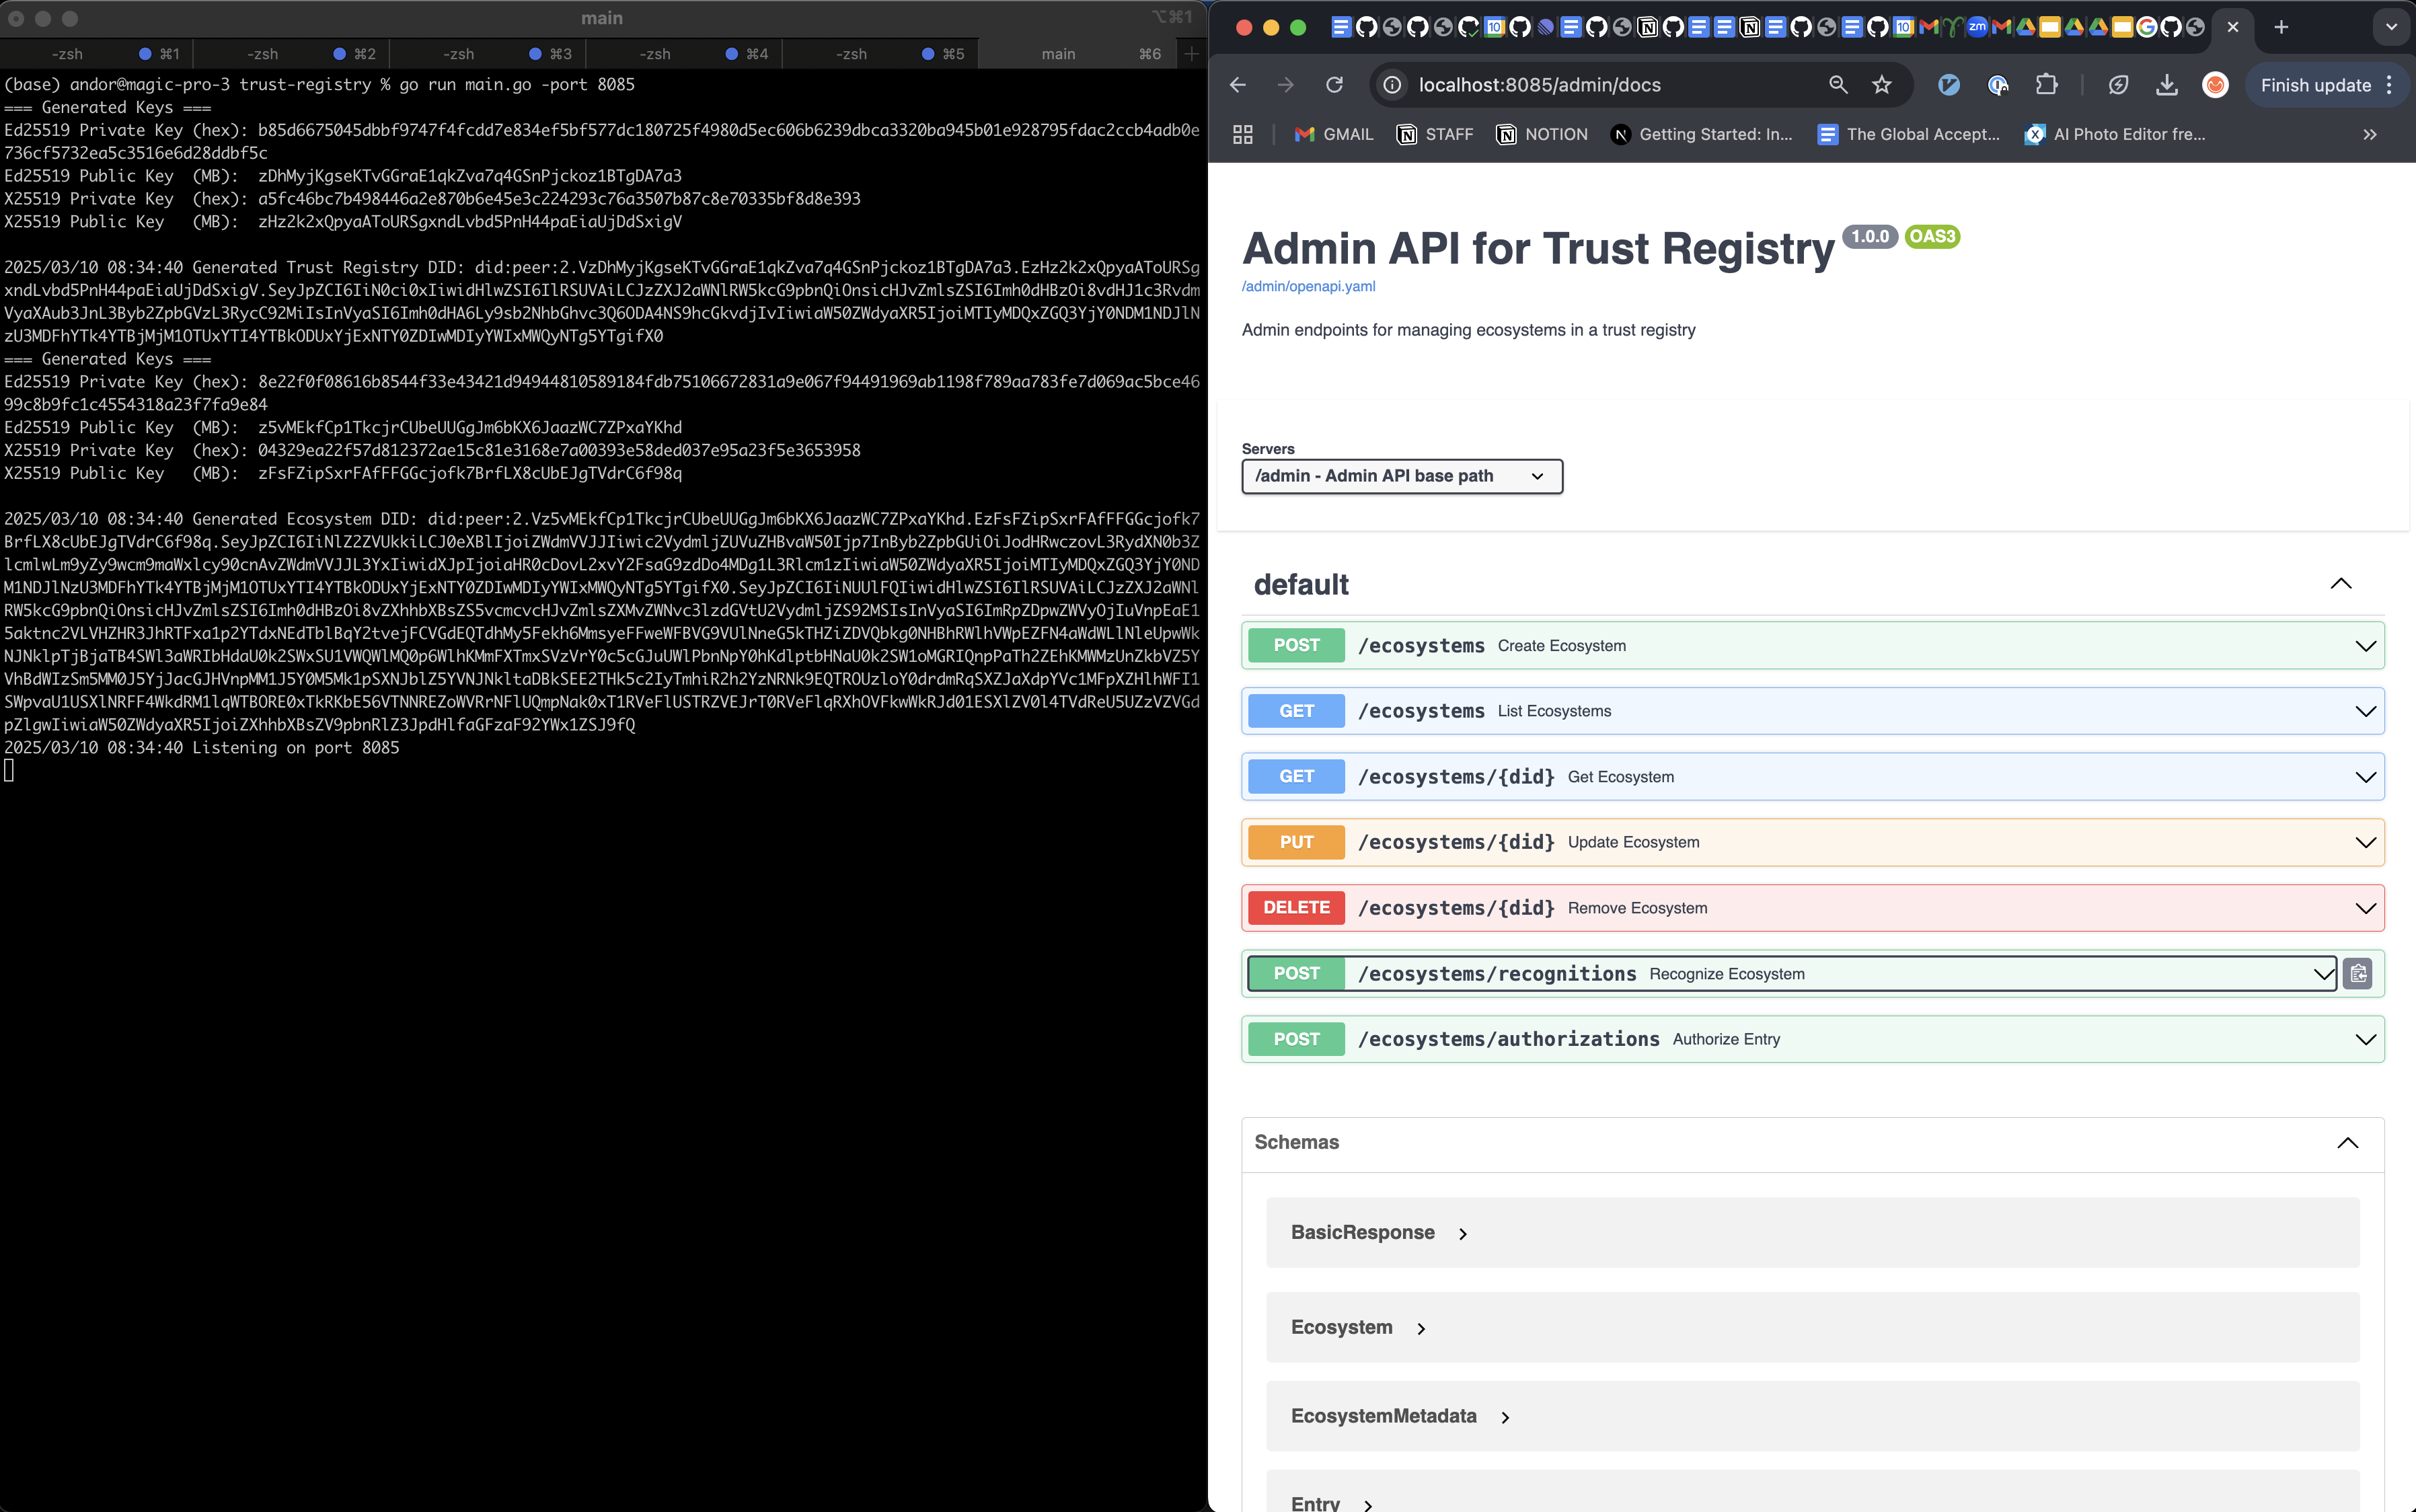 main
⌥⌘1
-zsh ⌘1
-zsh ⌘2
-zsh ⌘3
-zsh ⌘4
-zsh ⌘5
main ⌘6
(base) andor@magic-pro-3 trust-registry % go run main.go -port 8085
=== Generated Keys ===
Ed25519 Private Key (hex): b85d6675045dbbf9747f4fcdd7e834ef5bf577dc180725f4980d5ec606b6239dbca3320ba945b01e928795fdac2ccb4adb0e
736cf5732ea5c3516e6d28ddbf5c
Ed25519 Public Key  (MB):  zDhMyjKgseKTvGGraE1qkZva7q4GSnPjckoz1BTgDA7a3
X25519 Private Key  (hex): a5fc46bc7b498446a2e870b6e45e3c224293c76a3507b87c8e70335bf8d8e393
X25519 Public Key   (MB):  zHz2k2xQpyaAToURSgxndLvbd5PnH44paEiaUjDdSxigV
2025/03/10 08:34:40 Generated Trust Registry DID: did:peer:2.VzDhMyjKgseKTvGGraE1qkZva7q4GSnPjckoz1BTgDA7a3.EzHz2k2xQpyaAToURSg
xndLvbd5PnH44paEiaUjDdSxigV.SeyJpZCI6IiN0ci0xIiwidHlwZSI6IlRSUVAiLCJzZXJ2aWNlRW5kcG9pbnQiOnsicHJvZmlsZSI6Imh0dHBzOi8vdHJ1c3Rvdm
=== Generated Keys ===
Ed25519 Private Key (hex): 8e22f0f08616b8544f33e43421d94944810589184fdb75106672831a9e067f94491969ab1198f789aa783fe7d069ac5bce46
99c8b9fc1c4554318a23f7fa9e84
Ed25519 Public Key  (MB):  z5vMEkfCp1TkcjrCUbeUUGgJm6bKX6JaazWC7ZPxaYKhd
X25519 Private Key  (hex): 04329ea22f57d812372ae15c81e3168e7a00393e58ded037e95a23f5e3653958
X25519 Public Key   (MB):  zFsFZipSxrFAfFFGGcjofk7BrfLX8cUbEJgTVdrC6f98q
2025/03/10 08:34:40 Generated Ecosystem DID: did:peer:2.Vz5vMEkfCp1TkcjrCUbeUUGgJm6bKX6JaazWC7ZPxaYKhd.EzFsFZipSxrFAfFFGGcjofk7
2025/03/10 08:34:40 Listening on port 8085
localhost:8085/admin/docs
Finish update
GMAIL
STAFF
NOTION
Getting Started: In...
The Global Accept...
AI Photo Editor fre...
Admin API for Trust Registry 1.0.0 OAS3
/admin/openapi.yaml
Admin endpoints for managing ecosystems in a trust registry
Servers
/admin - Admin API base path
default
POST /ecosystems Create Ecosystem
GET /ecosystems List Ecosystems
GET /ecosystems/{did} Get Ecosystem
PUT /ecosystems/{did} Update Ecosystem
DELETE /ecosystems/{did} Remove Ecosystem
POST /ecosystems/recognitions Recognize Ecosystem
POST /ecosystems/authorizations Authorize Entry
Schemas
BasicResponse
Ecosystem
EcosystemMetadata
Entry